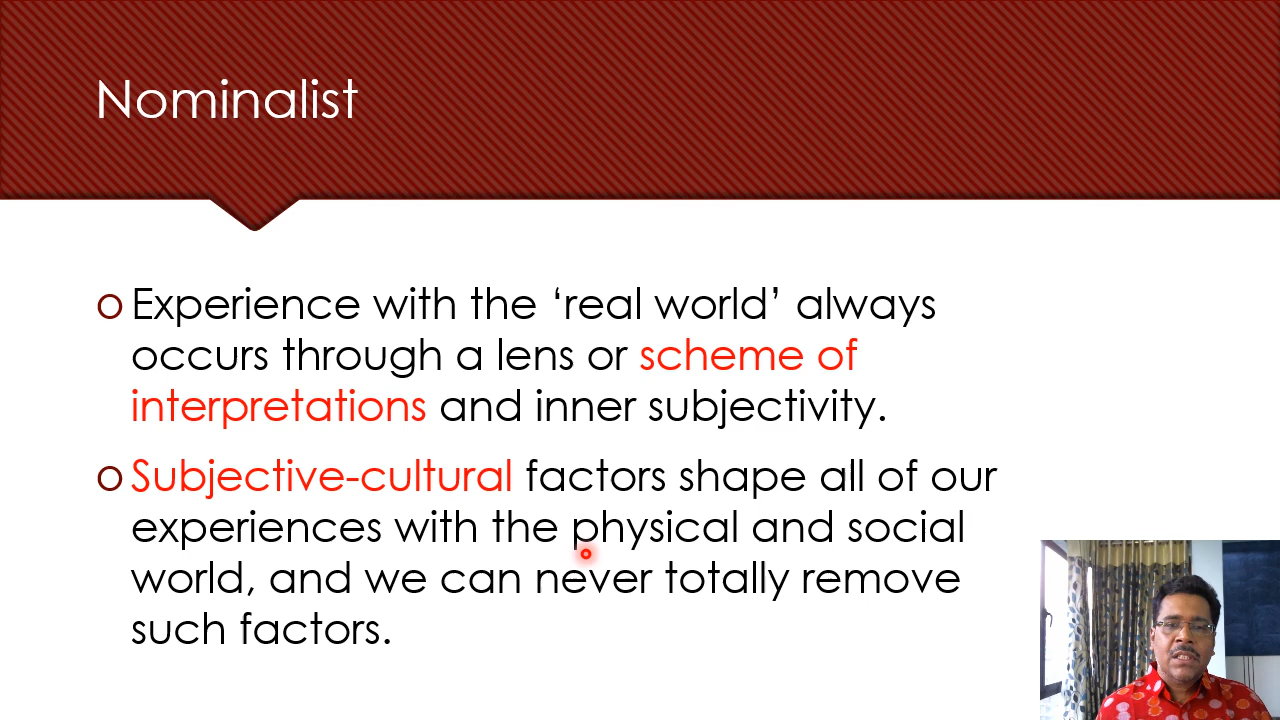 Nominalist
Experience with the ‘real world’ always
occurs through a lens or scheme of
interpretations and inner subjectivity.
Subjective-cultural factors shape all of our
experiences with the physical and social
world, and we can never totally remove
such factors.